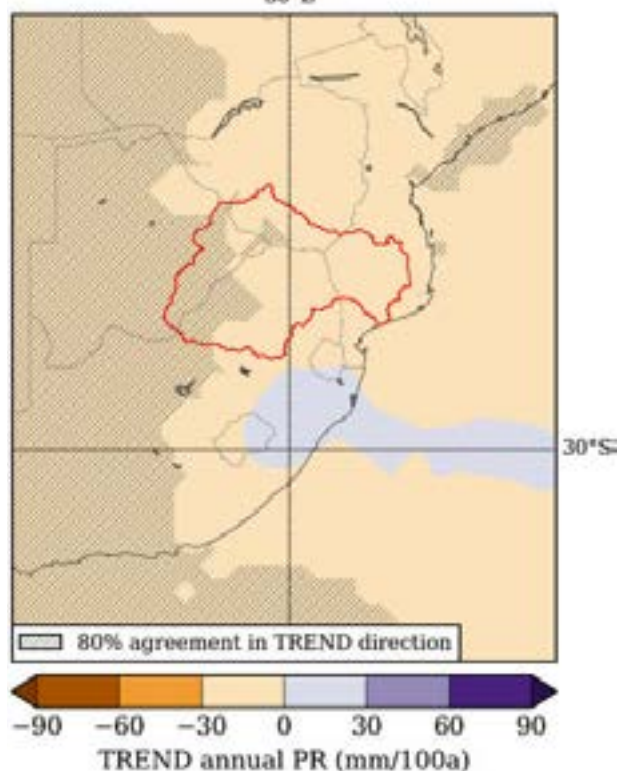 30°S
80% agreement in TREND direction
−90 −60 −30 0 30 60 90
TREND annual PR (mm/100a)